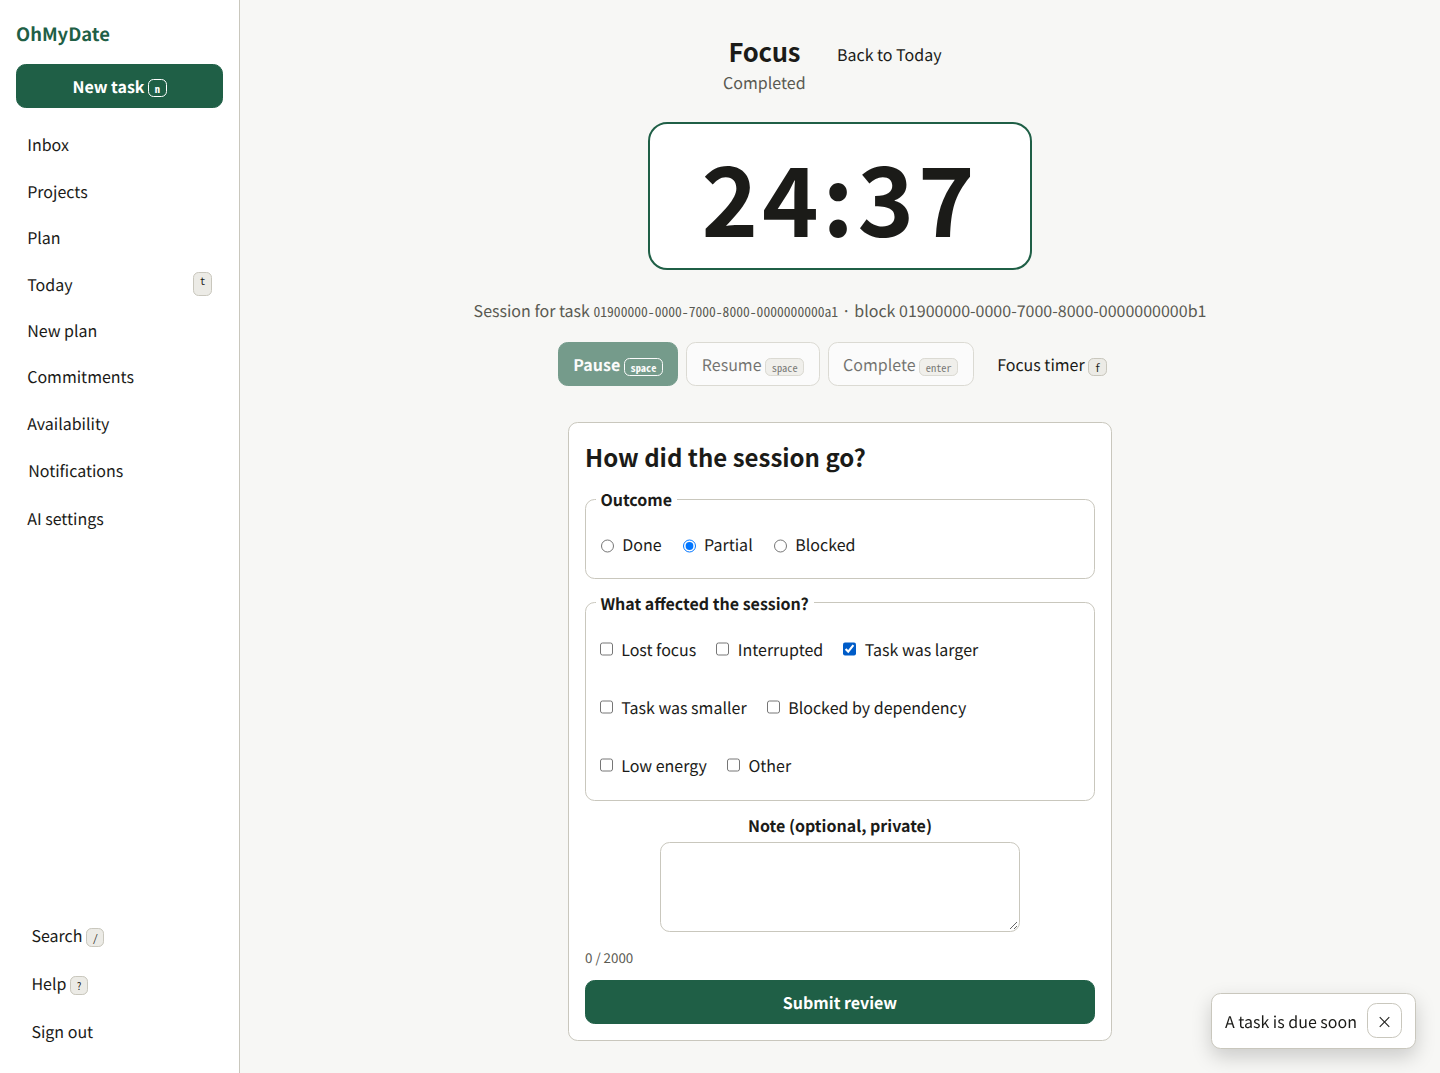 OhMyDate
New task n
Inbox
Projects
Plan
Today t
New plan
Commitments
Availability
Notifications
AI settings
Search /
Help ?
Sign out
Focus
Back to Today
Completed
24:37
Session for task 01900000-0000-7000-8000-0000000000a1 · block 01900000-0000-7000-8000-0000000000b1
Pause space Resume space Complete enter Focus timer f
How did the session go?
Outcome
Done Partial Blocked
What affected the session?
Lost focus Interrupted Task was larger
Task was smaller Blocked by dependency
Low energy Other
Note (optional, private)
0 / 2000
Submit review
A task is due soon ×